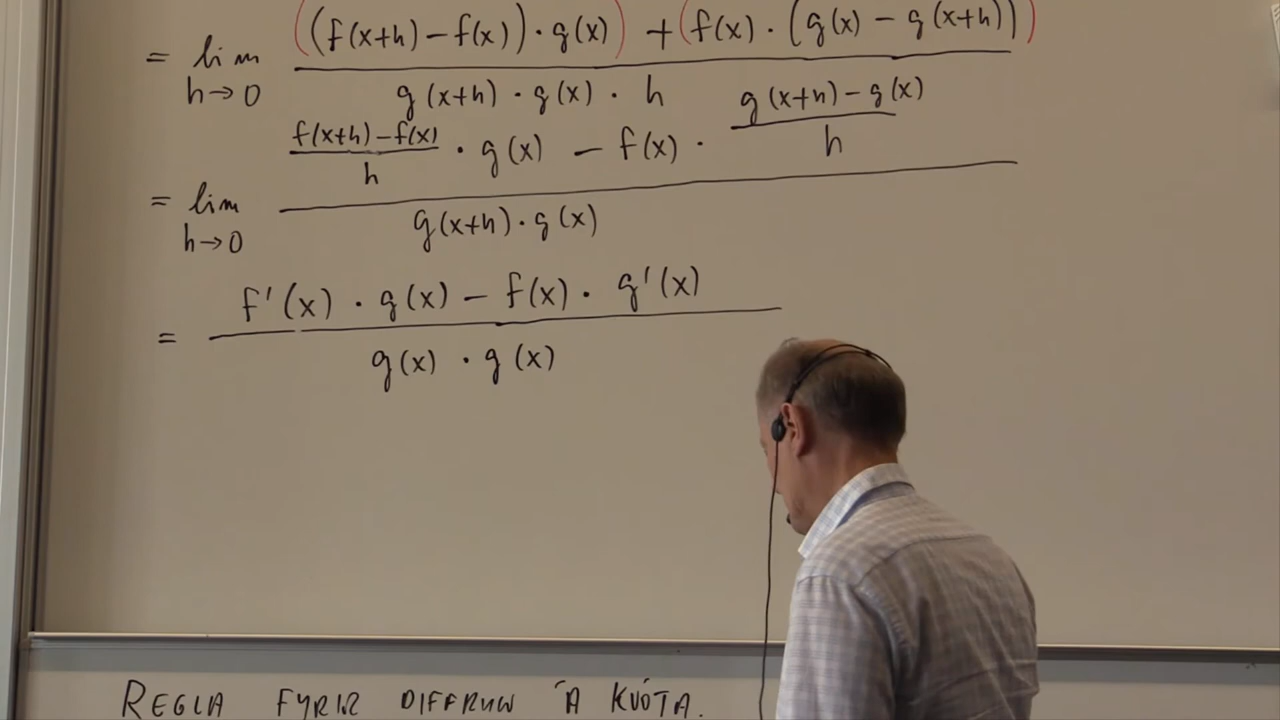 ((f(x+h)-f(x))·g(x)) + (f(x)·(g(x)-g(x+h)))
= lim
h→0
g(x+h)·g(x)·h
f(x+h)-f(x)
h
· g(x) - f(x) ·
g(x+h)-g(x)
h
= lim
h→0
g(x+h)·g(x)
f'(x)·g(x)-f(x)·g'(x)
=
g(x)·g(x)
REGLA FYRIR DIFFRUN Á KVÓTA.